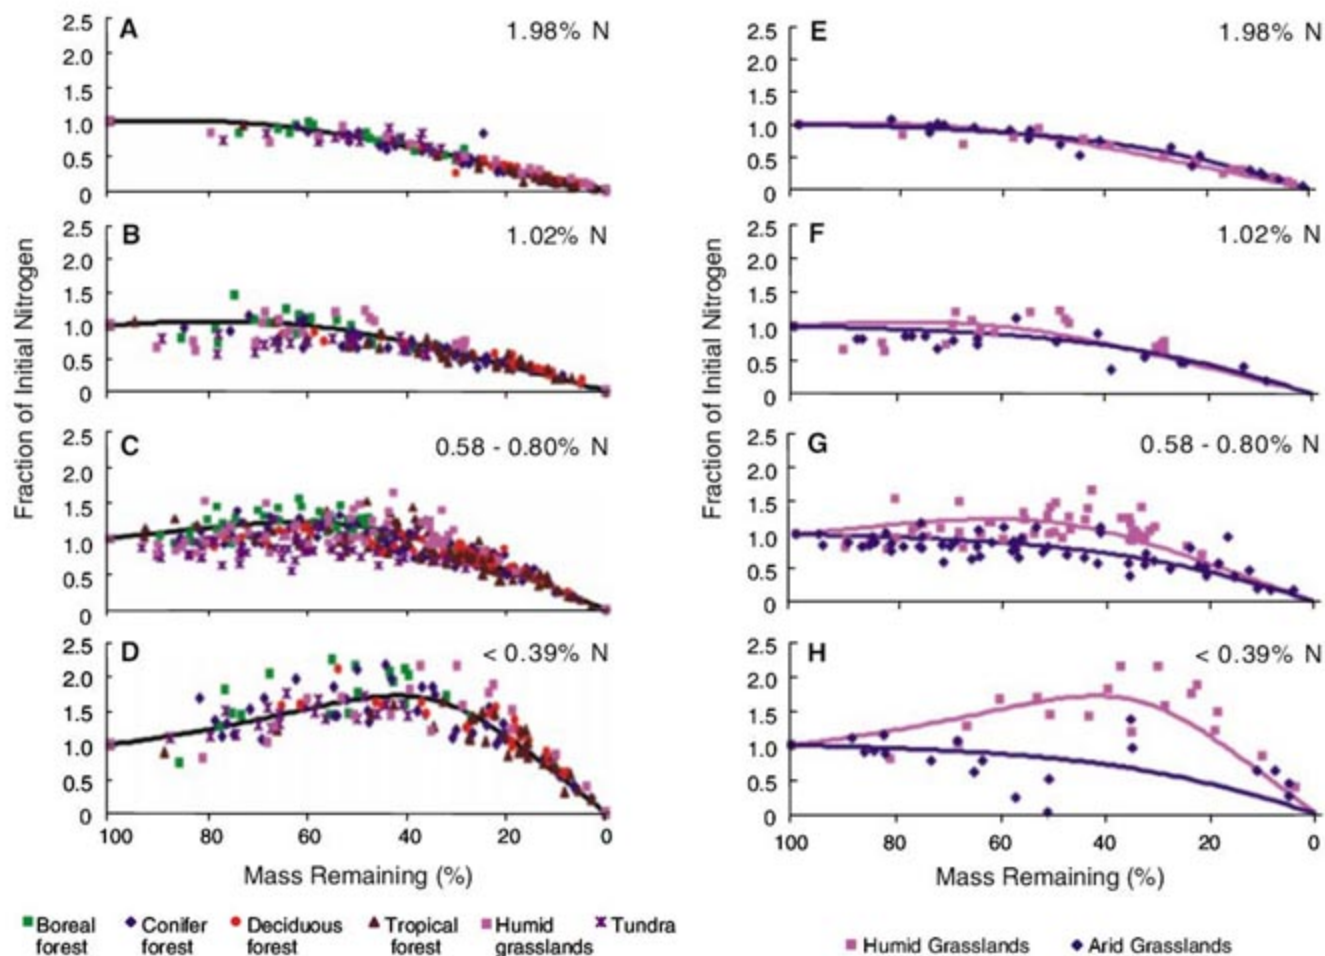 A
1.98% N
2.5
2.0
1.5
1.0
0.5
0
B
1.02% N
2.5
2.0
1.5
1.0
0.5
0
C
0.58 - 0.80% N
2.5
2.0
1.5
1.0
0.5
0
D
< 0.39% N
2.5
2.0
1.5
1.0
0.5
0
100 80 60 40 20 0
Fraction of Initial Nitrogen
Mass Remaining (%)
Boreal forest
Conifer forest
Deciduous forest
Tropical forest
Humid grasslands
Tundra
E
1.98% N
2.5
2.0
1.5
1.0
0.5
0
F
1.02% N
2.5
2.0
1.5
1.0
0.5
0
G
0.58 - 0.80% N
2.5
2.0
1.5
1.0
0.5
0
H
< 0.39% N
2.5
2.0
1.5
1.0
0.5
0
100 80 60 40 20 0
Fraction of Initial Nitrogen
Mass Remaining (%)
Humid Grasslands
Arid Grasslands